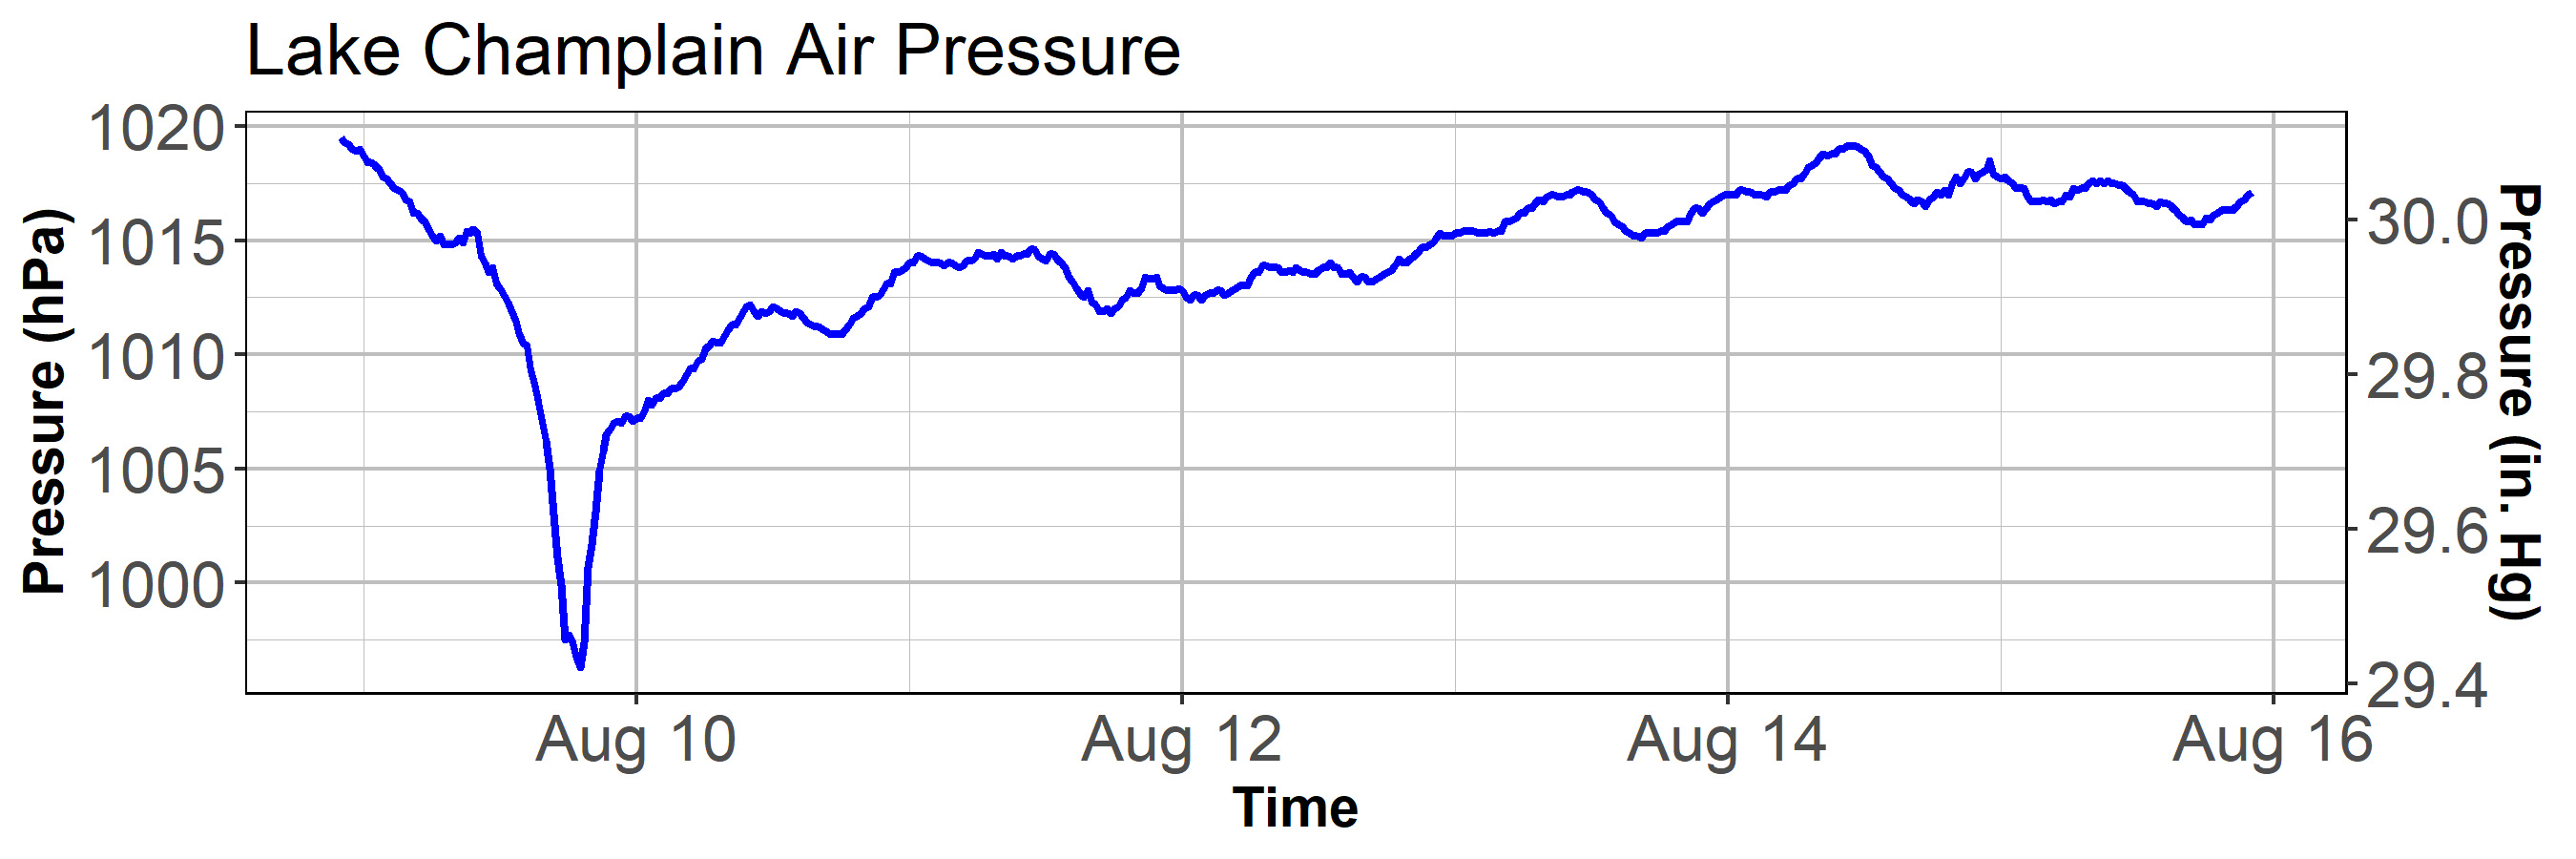 Lake Champlain Air Pressure
Pressure (hPa)
1020
1015
1010
1005
1000
30.0
29.8
29.6
29.4
Pressure (in. Hg)
Aug 10
Aug 12
Aug 14
Aug 16
Time